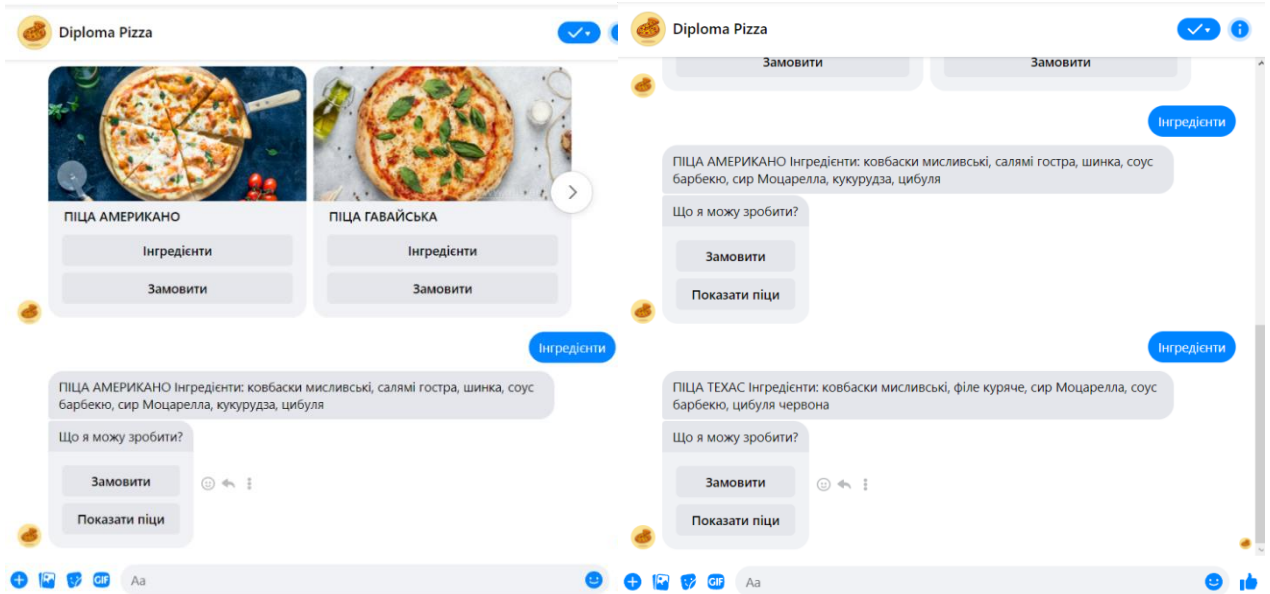 Diploma Pizza
ПІЦА АМЕРИКАНО
ПІЦА ГАВАЙСЬКА
Інгредієнти
Інгредієнти
Замовити
Замовити
Інгредієнти
ПІЦА АМЕРИКАНО Інгредієнти: ковбаски мисливські, салямі гостра, шинка, соус
барбекю, сир Моцарелла, кукурудза, цибуля
Що я можу зробити?
Замовити
Показати піци
GIF
Aa
Diploma Pizza
Замовити
Замовити
Інгредієнти
ПІЦА АМЕРИКАНО Інгредієнти: ковбаски мисливські, салямі гостра, шинка, соус
барбекю, сир Моцарелла, кукурудза, цибуля
Що я можу зробити?
Замовити
Показати піци
Інгредієнти
ПІЦА ТЕХАС Інгредієнти: ковбаски мисливські, філе куряче, сир Моцарелла, соус
барбекю, цибуля червона
Що я можу зробити?
Замовити
Показати піци
GIF
Aa